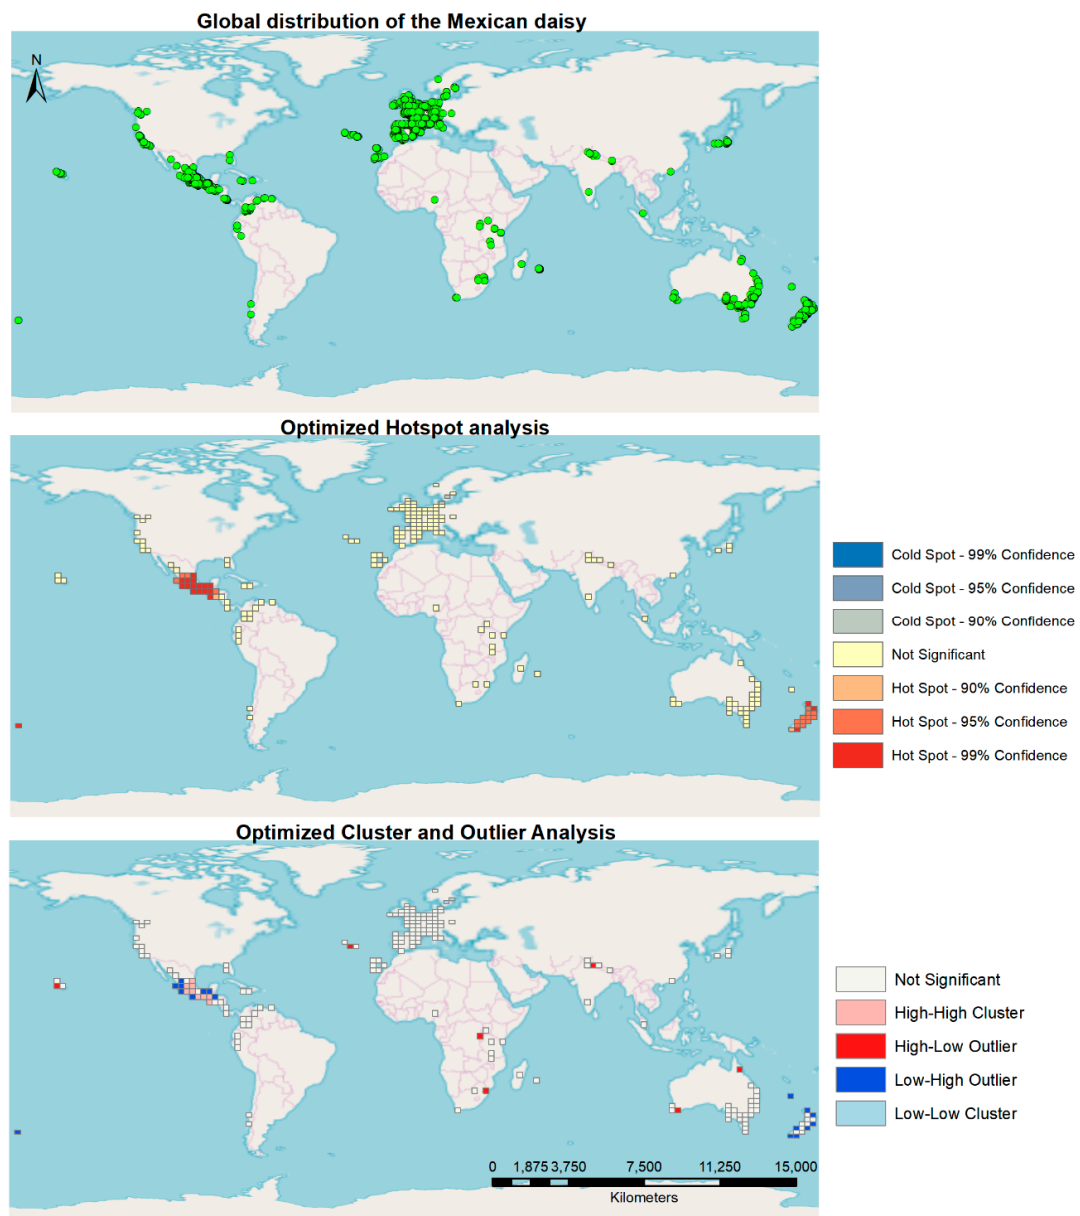 Global distribution of the Mexican daisy
N
Optimized Hotspot analysis
Cold Spot - 99% Confidence
Cold Spot - 95% Confidence
Cold Spot - 90% Confidence
Not Significant
Hot Spot - 90% Confidence
Hot Spot - 95% Confidence
Hot Spot - 99% Confidence
Optimized Cluster and Outlier Analysis
Not Significant
High-High Cluster
High-Low Outlier
Low-High Outlier
Low-Low Cluster
0 1,875 3,750 7,500 11,250 15,000
Kilometers